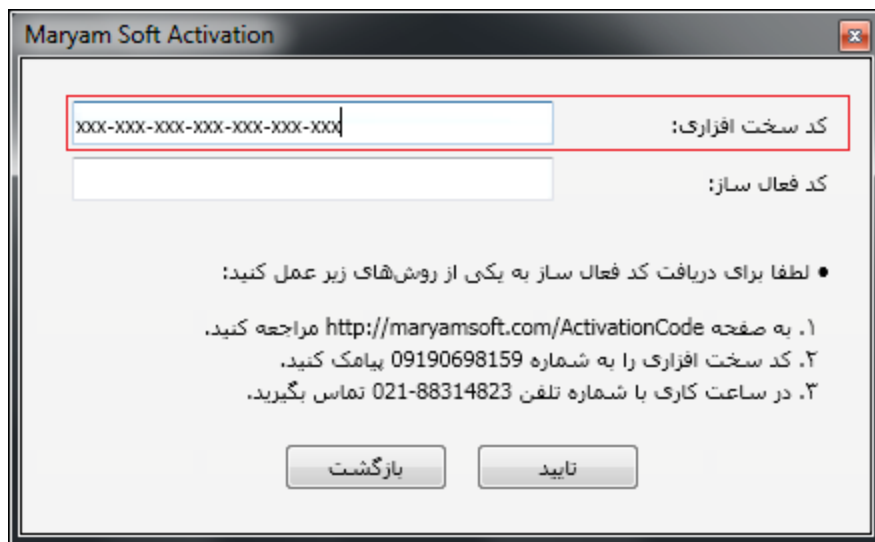 Maryam Soft Activation
کد سخت افزاری: xxx-xxx-xxx-xxx-xxx-xxx-xxx
کد فعال ساز:
• لطفا برای دریافت کد فعال ساز به یکی از روش‌های زیر عمل کنید:
۱. به صفحه http://maryamsoft.com/ActivationCode مراجعه کنید.
۲. کد سخت افزاری را به شماره 09190698159 پیامک کنید.
۳. در ساعت کاری با شماره تلفن 88314823-021 تماس بگیرید.
تایید بازگشت